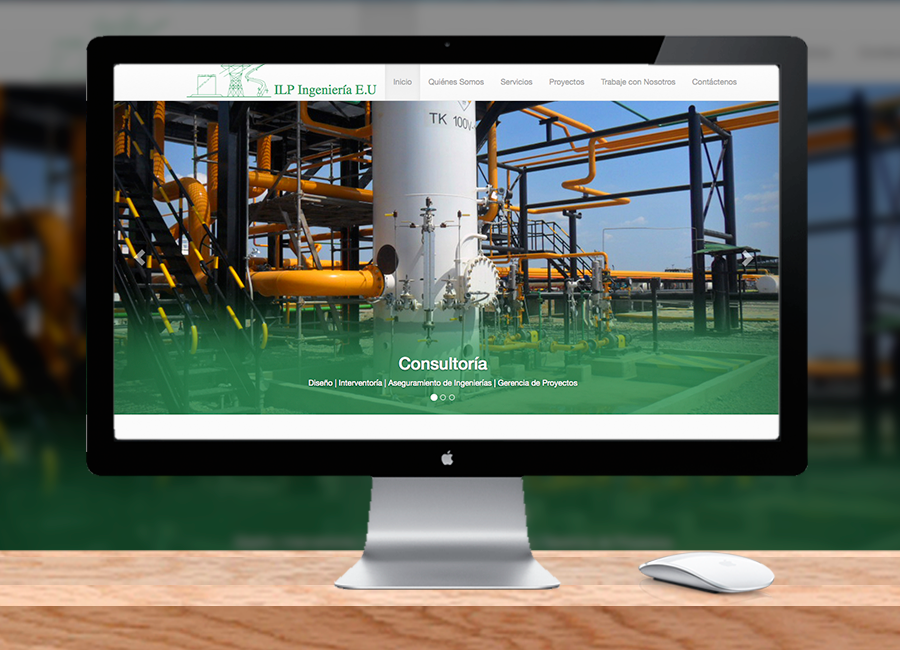 ILP Ingeniería E.U
Inicio Quiénes Somos Servicios Proyectos Trabaje con Nosotros Contáctenos
TK 100V
Consultoría
Diseño | Interventoría | Aseguramiento de Ingenierías | Gerencia de Proyectos